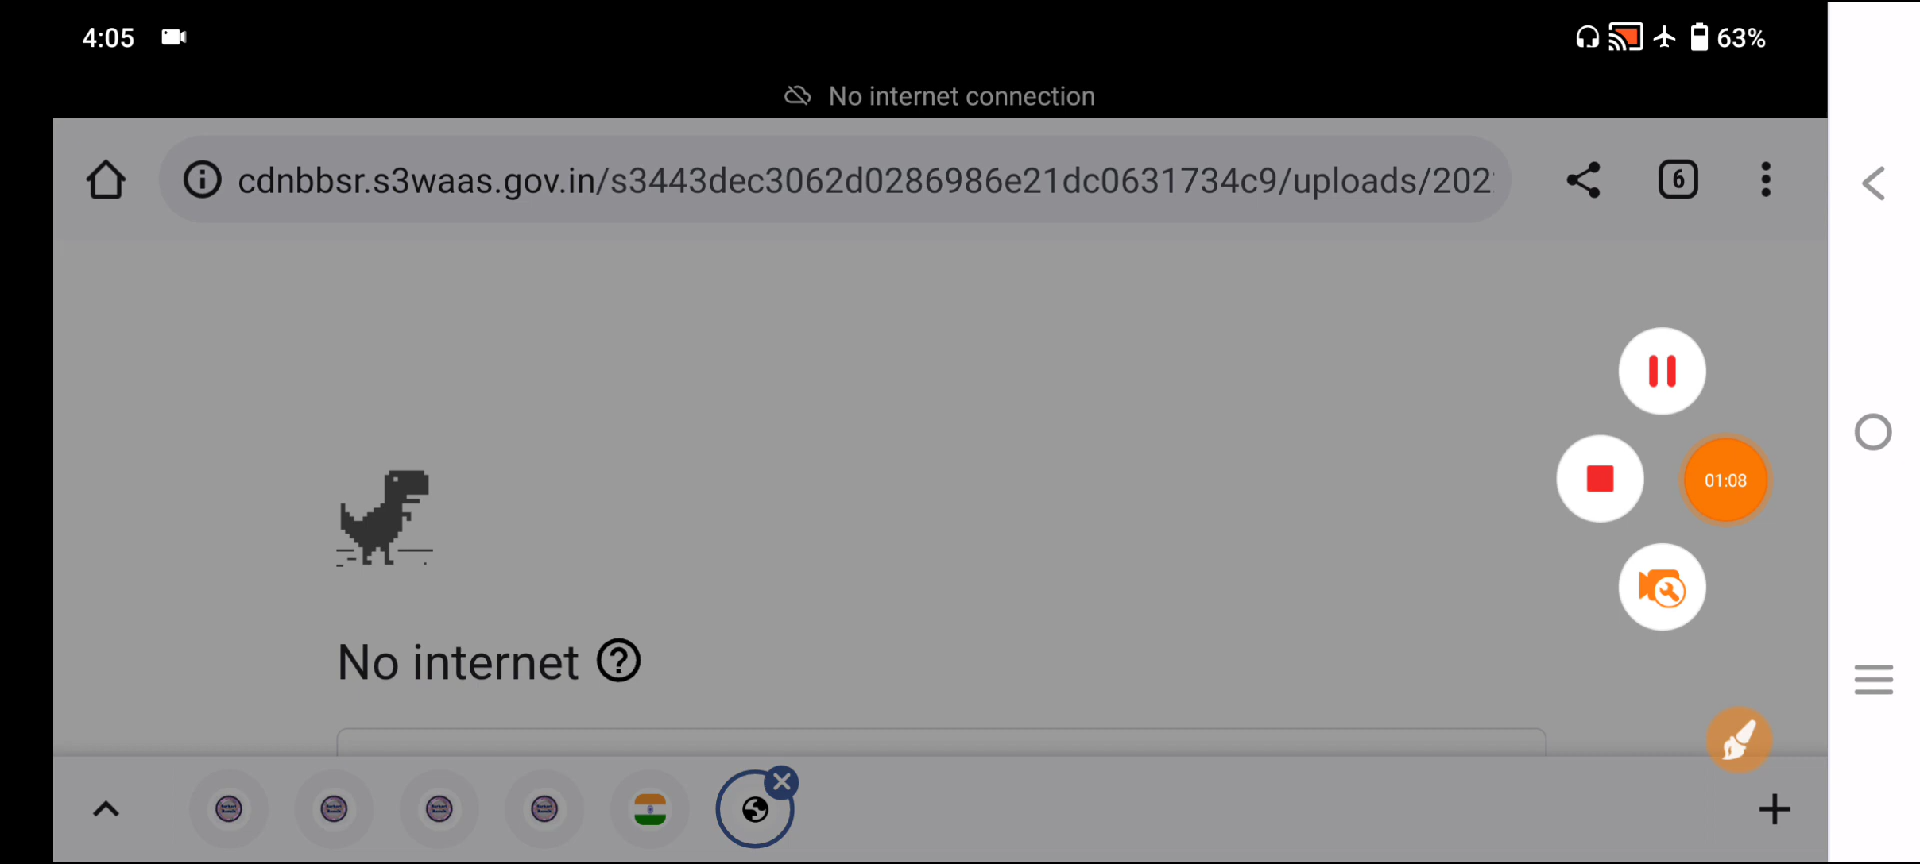 4:05
63%
No internet connection
cdnbbsr.s3waas.gov.in/s3443dec3062d0286986e21dc0631734c9/uploads/202
6
01:08
No internet